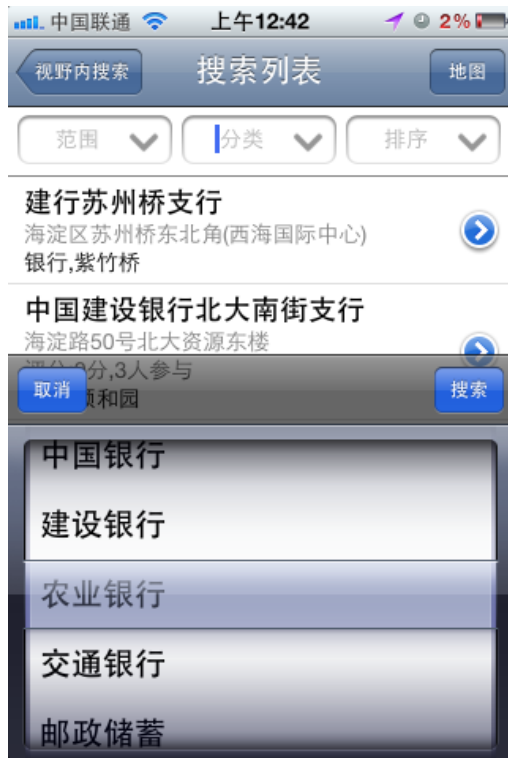 中国联通 上午12:42 2%
视野内搜索 搜索列表 地图
范围 分类 排序
建行苏州桥支行
海淀区苏州桥东北角(西海国际中心)
银行,紫竹桥
中国建设银行北大南街支行
海淀路50号北大资源东楼
评分:0分,3人参与
取消 颐和园 搜索
中国银行
建设银行
农业银行
交通银行
邮政储蓄